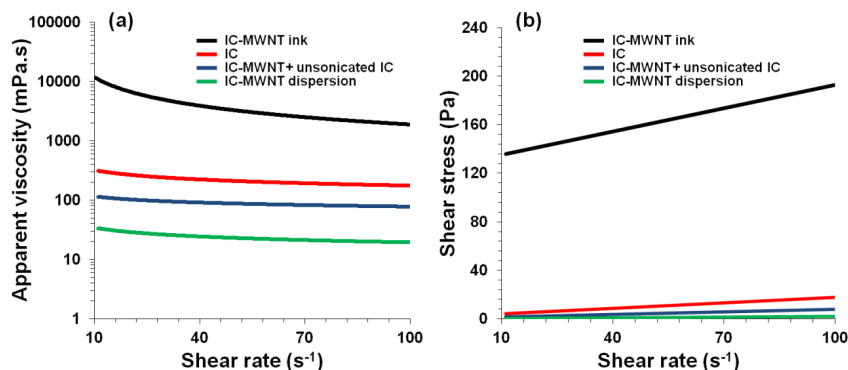 (a)
IC-MWNT ink
IC
IC-MWNT+ unsonicated IC
IC-MWNT dispersion
Apparent viscosity (mPa.s)
100000
10000
1000
100
10
1
10
40
70
100
Shear rate (s⁻¹)
(b)
IC-MWNT ink
IC
IC-MWNT+ unsonicated IC
IC-MWNT dispersion
Shear stress (Pa)
240
200
160
120
80
40
0
10
40
70
100
Shear rate (s⁻¹)